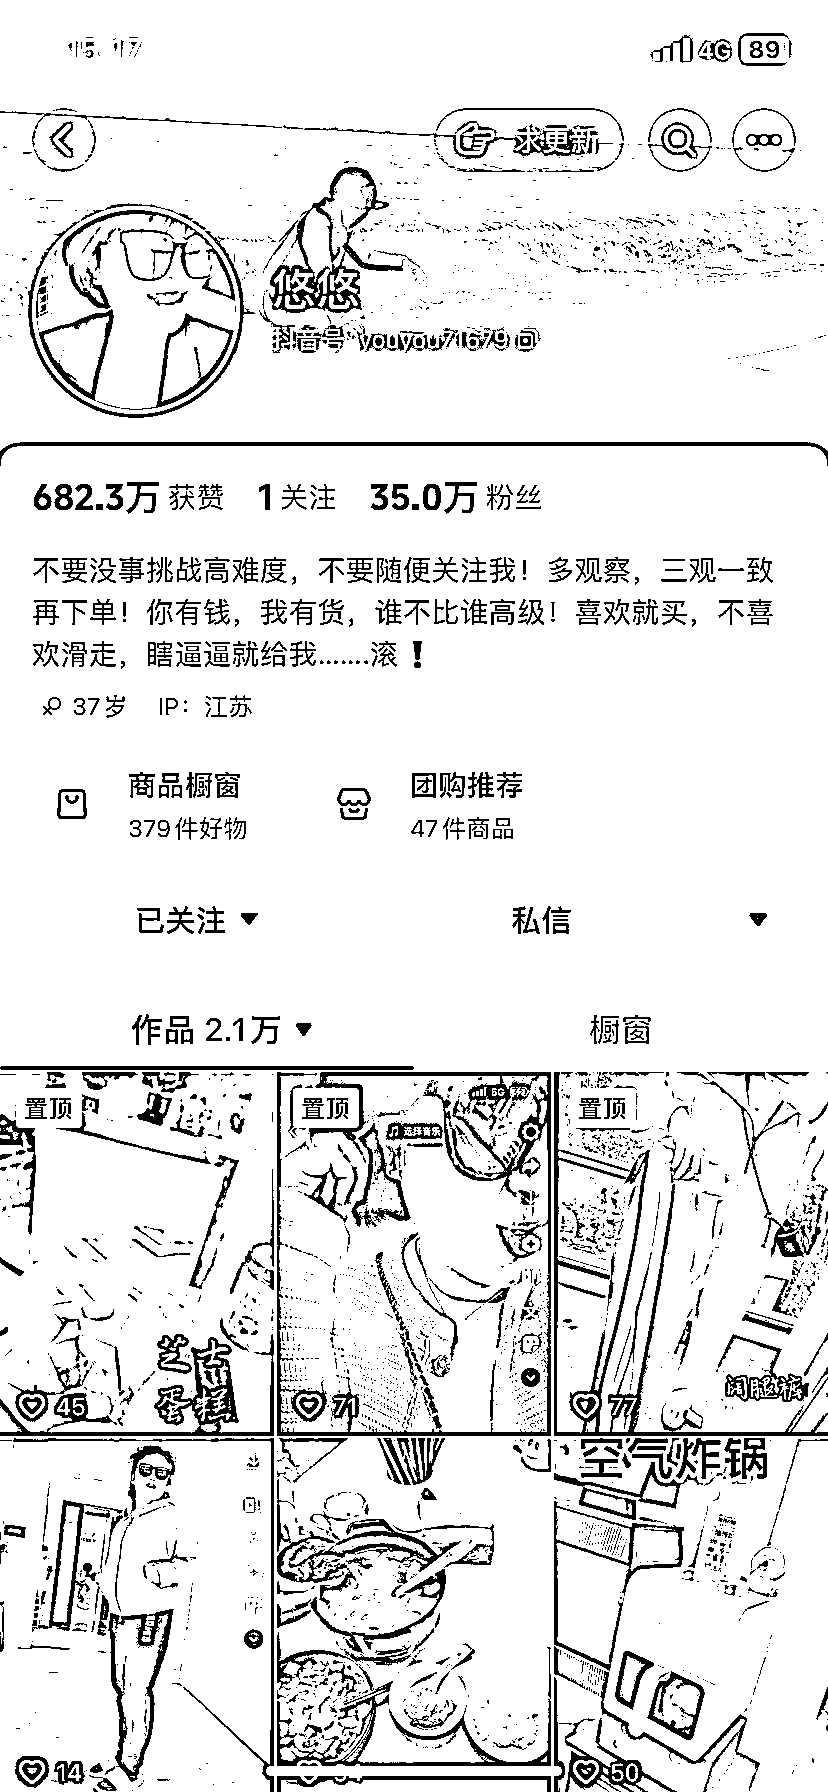 15:17
4G 89
求更新
悠悠
抖音号 youyou71679
682.3万 获赞 1 关注 35.0万 粉丝
不要没事挑战高难度，不要随便关注我！多观察，三观一致
再下单！你有钱，我有货，谁不比谁高级！喜欢就买，不喜
欢滑走，瞎逼逼就给我.......滚❗
37岁 IP：江苏
商品橱窗 团购推荐
379件好物 47件商品
已关注 私信
作品 2.1万 橱窗
置顶 置顶 置顶
芝士
蛋糕
阔腿裤
45 71 77
空气炸锅
14 50